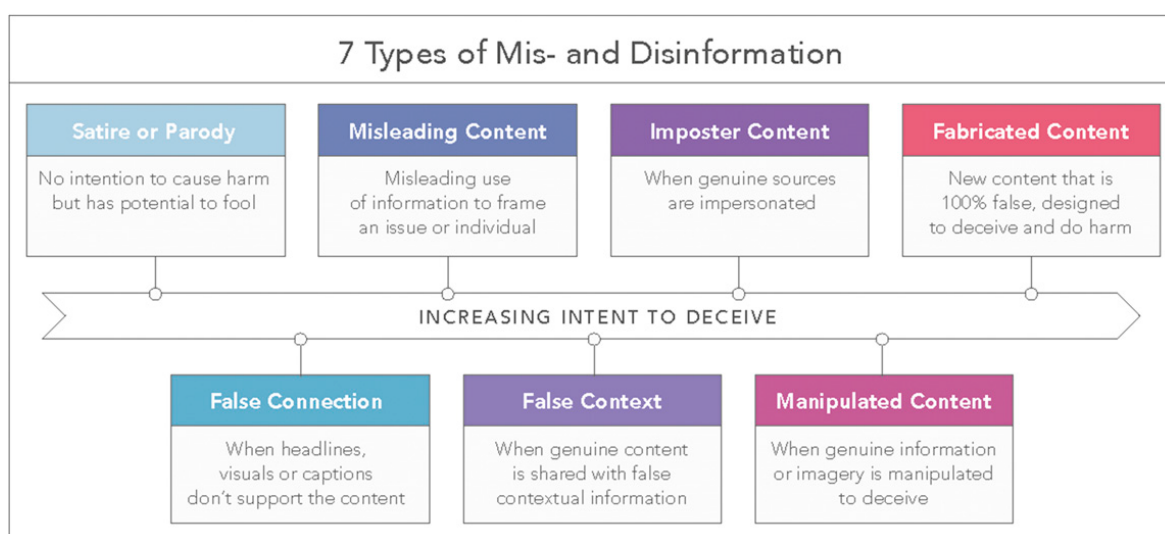 7 Types of Mis- and Disinformation
Satire or Parody
No intention to cause harm
but has potential to fool
Misleading Content
Misleading use
of information to frame
an issue or individual
Imposter Content
When genuine sources
are impersonated
Fabricated Content
New content that is
100% false, designed
to deceive and do harm
INCREASING INTENT TO DECEIVE
False Connection
When headlines,
visuals or captions
don't support the content
False Context
When genuine content
is shared with false
contextual information
Manipulated Content
When genuine information
or imagery is manipulated
to deceive